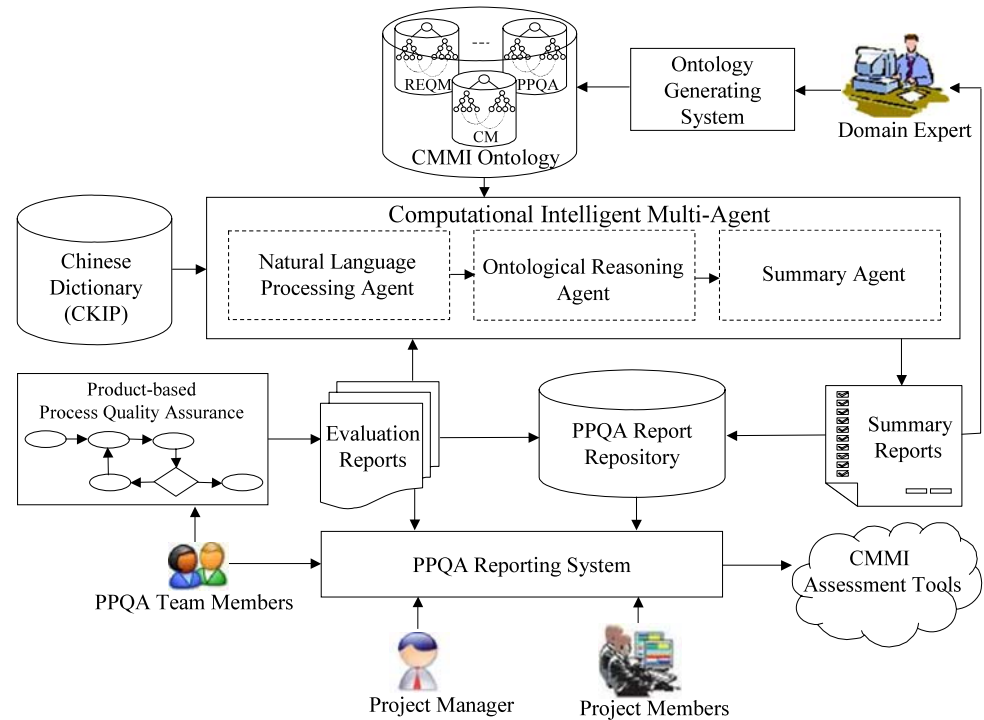 REQM
---
PPQA
CM
CMMI Ontology
Ontology
Generating
System
Domain Expert
Computational Intelligent Multi-Agent
Chinese
Dictionary
(CKIP)
Natural Language
Processing Agent
Ontological Reasoning
Agent
Summary Agent
Product-based
Process Quality Assurance
Evaluation
Reports
PPQA Report
Repository
Summary
Reports
PPQA Team Members
PPQA Reporting System
CMMI
Assessment Tools
Project Manager
Project Members